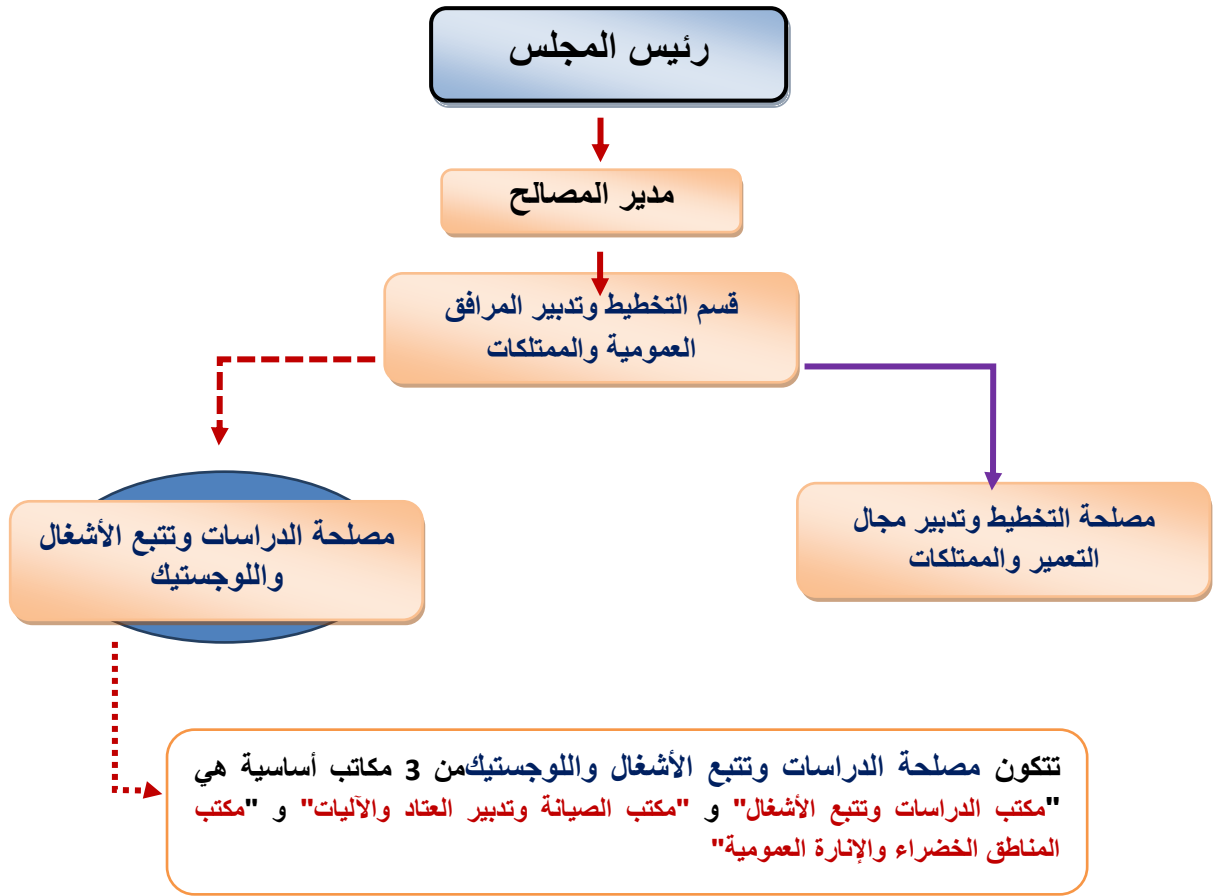 رئيس المجلس
مدير المصالح
قسم التخطيط وتدبير المرافق
العمومية والممتلكات
مصلحة التخطيط وتدبير مجال
التعمير والممتلكات
مصلحة الدراسات وتتبع الأشغال
واللوجستيك
تتكون مصلحة الدراسات وتتبع الأشغال واللوجستيكمن 3 مكاتب أساسية هي
"مكتب الدراسات وتتبع الأشغال" و "مكتب الصيانة وتدبير العتاد والآليات" و "مكتب
المناطق الخضراء والإنارة العمومية"